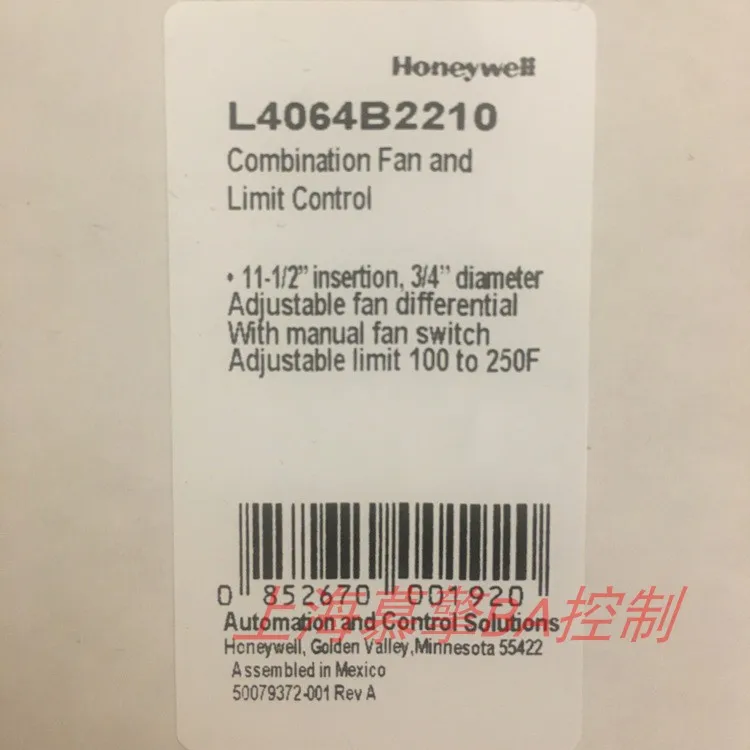 Honeywell
L4064B2210
Combination Fan and
Limit Control
• 11-1/2" insertion, 3/4" diameter
Adjustable fan differential
With manual fan switch
Adjustable limit 100 to 250F
0 852670 001920
上海慕擎DA控制
Automation and Control Solutions
Honeywell, Golden Valley,Minnesota 55422
Assembled in Mexico
50079372-001 Rev A